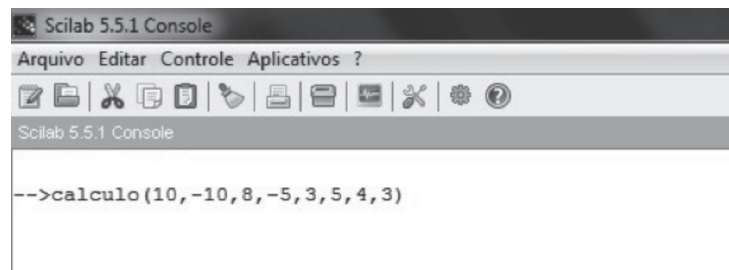 Scilab 5.5.1 Console
Arquivo Editar Controle Aplicativos ?
Scilab 5.5.1 Console
-->calculo(10,-10,8,-5,3,5,4,3)